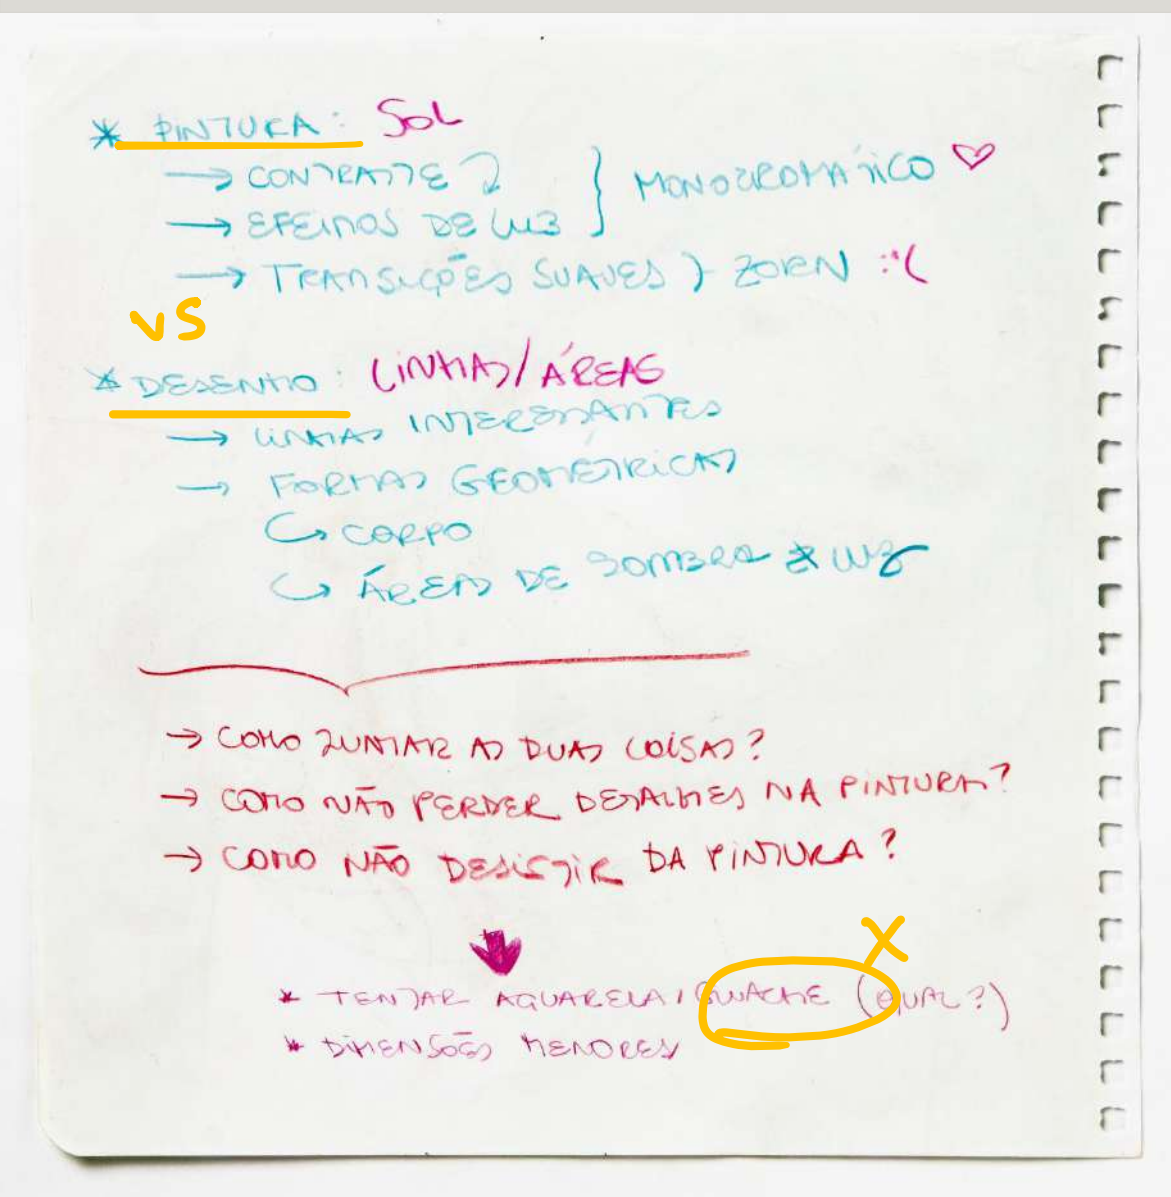 * PINTURA: SOL
→ CONTRASTE
→ EFEITOS DE LUZ } MONOCROMÁTICO ♡
→ TRANSIÇÕES SUAVES } ZORN :'(
VS
* DESENHO: LINHAS/ÁREAS
→ LINHAS INTERESSANTES
→ FORMAS GEOMETRICAS
↳ CORPO
↳ ÁREAS DE SOMBRA & LUZ
→ COMO JUNTAR AS DUAS COISAS?
→ COMO NÃO PERDER DETALHES NA PINTURA?
→ COMO NÃO DESISTIR DA PINTURA?
X
* TENTAR AQUARELA/GUACHE (QUAL?)
* DIMENSÕES MENORES